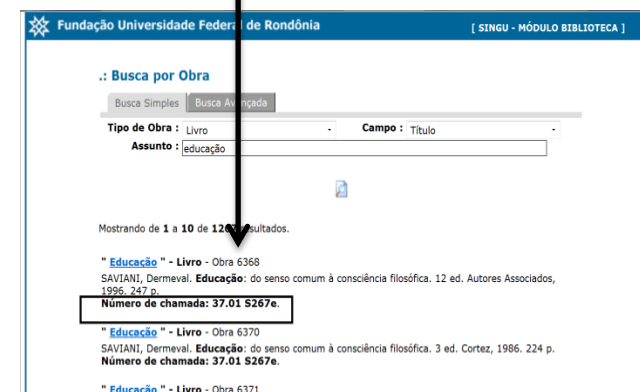 Fundação Universidade Federal de Rondônia
[ SINGU - MÓDULO BIBLIOTECA ]
.: Busca por Obra
Busca Simples
Busca Avançada
Tipo de Obra : Livro
Campo : Título
Assunto : educação
Mostrando de 1 a 10 de resultados.
" Educação " - Livro - Obra 6368
SAVIANI, Dermeval. Educação: do senso comum à consciência filosófica. 12 ed. Autores Associados,
1996. 247 p.
Número de chamada: 37.01 S267e.
" Educação " - Livro - Obra 6370
SAVIANI, Dermeval. Educação: do senso comum à consciência filosófica. 3 ed. Cortez, 1986. 224 p.
Número de chamada: 37.01 S267e.
" Educação " - Livro - Obra 6371